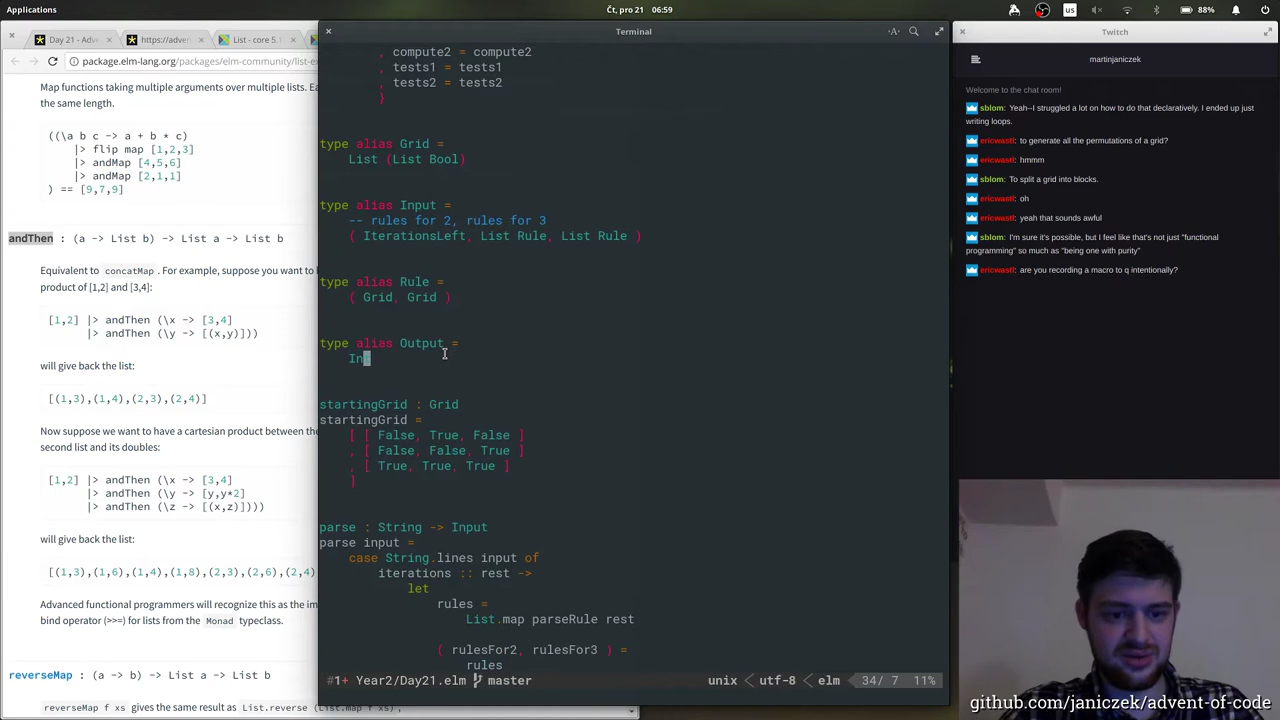 Applications
Čt, pro 21 06:59
us
88%
Day 21 - Adve
https://adven
List - core 5.1
package.elm-lang.org/packages/elm-community/list-ex
Map functions taking multiple arguments over multiple lists. Ea
the same length.
((\a b c -> a + b * c)
|> flip map [1,2,3]
|> andMap [4,5,6]
|> andMap [2,1,1]
) == [9,7,9]
andThen : (a -> List b) -> List a -> List b
Equivalent to concatMap . For example, suppose you want to
product of [1,2] and [3,4]:
[1,2] |> andThen (\x -> [3,4]
|> andThen (\y -> [(x,y)]))
will give back the list:
[(1,3),(1,4),(2,3),(2,4)]
Now suppose we want to have a cartesian product between the
second list and its doubles:
[1,2] |> andThen (\x -> [3,4]
|> andThen (\y -> [y,y*2]
|> andThen (\z -> [(x,z)])))
will give back the list:
[(1,3),(1,6),(1,4),(1,8),(2,3),(2,6),(2,4)
Advanced functional programmers will recognize this as the im
bind operator (>>=) for lists from the Monad typeclass.
reverseMap : (a -> b) -> List a -> List b
reverseMap f xs gives the same result as List.reverse (List.map f xs) ,
Terminal
, compute2 = compute2
, tests1 = tests1
, tests2 = tests2
}
type alias Grid =
List (List Bool)
type alias Input =
-- rules for 2, rules for 3
( IterationsLeft, List Rule, List Rule )
type alias Rule =
( Grid, Grid )
type alias Output =
Int
startingGrid : Grid
startingGrid =
[ [ False, True, False ]
, [ False, False, True ]
, [ True, True, True ]
]
parse : String -> Input
parse input =
case String.lines input of
iterations :: rest ->
let
rules =
List.map parseRule rest
( rulesFor2, rulesFor3 ) =
rules
#1+ Year2/Day21.elm master
unix utf-8 elm 34/ 7 11%
Twitch
martinjaniczek
Welcome to the chat room!
sblom: Yeah--I struggled a lot on how to do that declaratively. I ended up just
writing loops.
ericwastl: to generate all the permutations of a grid?
ericwastl: hmmm
sblom: To split a grid into blocks.
ericwastl: oh
ericwastl: yeah that sounds awful
sblom: I'm sure it's possible, but I feel like that's not just "functional
programming" so much as "being one with purity"
ericwastl: are you recording a macro to q intentionally?
github.com/janiczek/advent-of-code